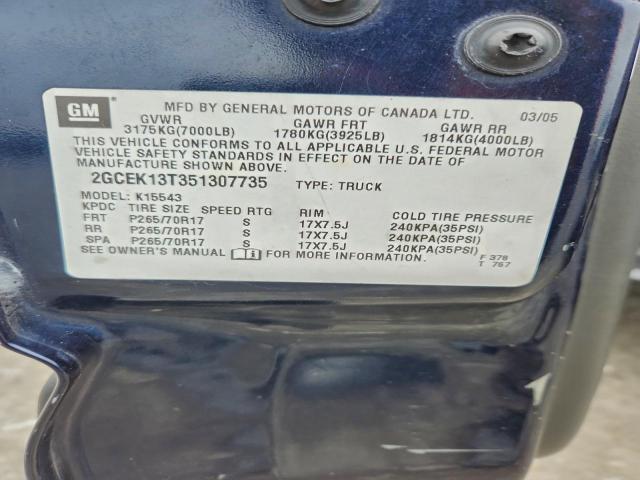 GM
MFD BY GENERAL MOTORS OF CANADA LTD. 03/05
GVWR GAWR FRT GAWR RR
3175KG(7000LB) 1780KG(3925LB) 1814KG(4000LB)
THIS VEHICLE CONFORMS TO ALL APPLICABLE U.S. FEDERAL MOTOR
VEHICLE SAFETY STANDARDS IN EFFECT ON THE DATE OF
MANUFACTURE SHOWN ABOVE.
2GCEK13T351307735 TYPE: TRUCK
MODEL: K15543
KPDC TIRE SIZE SPEED RTG RIM COLD TIRE PRESSURE
FRT P265/70R17 S 17X7.5J 240KPA(35PSI)
RR P265/70R17 S 17X7.5J 240KPA(35PSI)
SPA P265/70R17 S 17X7.5J 240KPA(35PSI)
SEE OWNER'S MANUAL FOR MORE INFORMATION. F 378
T 767